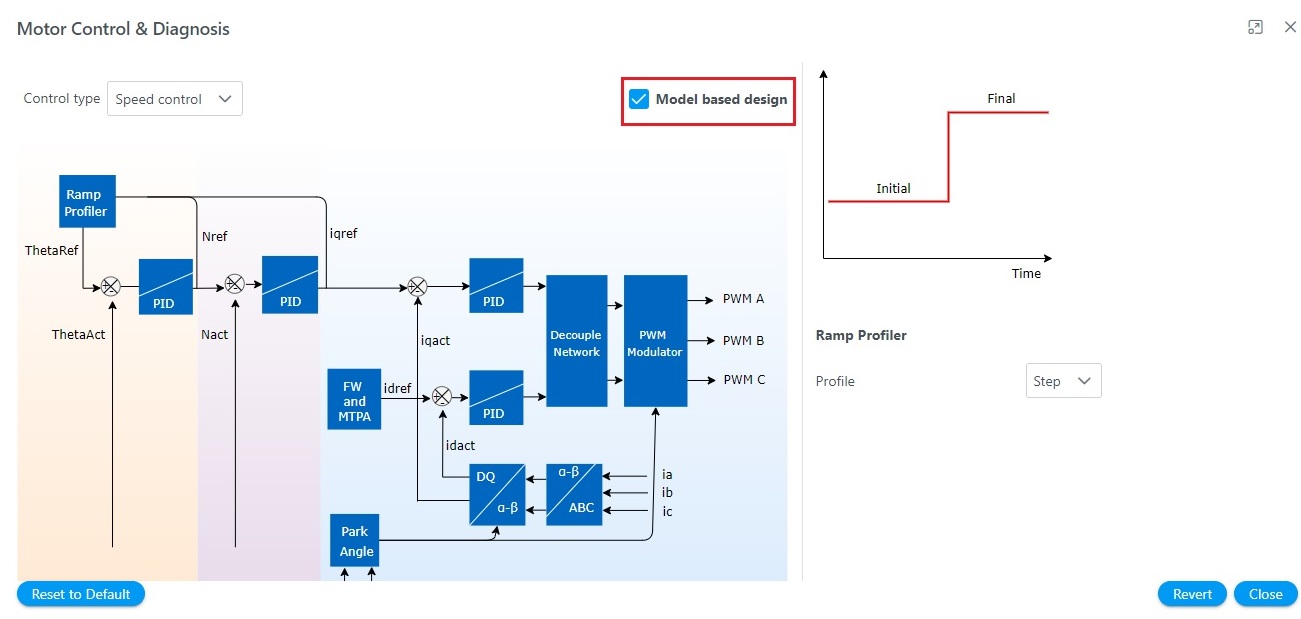 Motor Control & Diagnosis
Control type
Speed control
Model based design
Final
Initial
Time
Ramp
Profiler
ThetaRef
Nref
iqref
PID
PID
PID
ThetaAct
Nact
iqact
Decouple
Network
PWM
Modulator
PWM A
PWM B
PWM C
FW
and
MTPA
idref
PID
idact
DQ
α-β
α-β
ABC
ia
ib
ic
Park
Angle
Ramp Profiler
Profile
Step
Reset to Default
Revert
Close